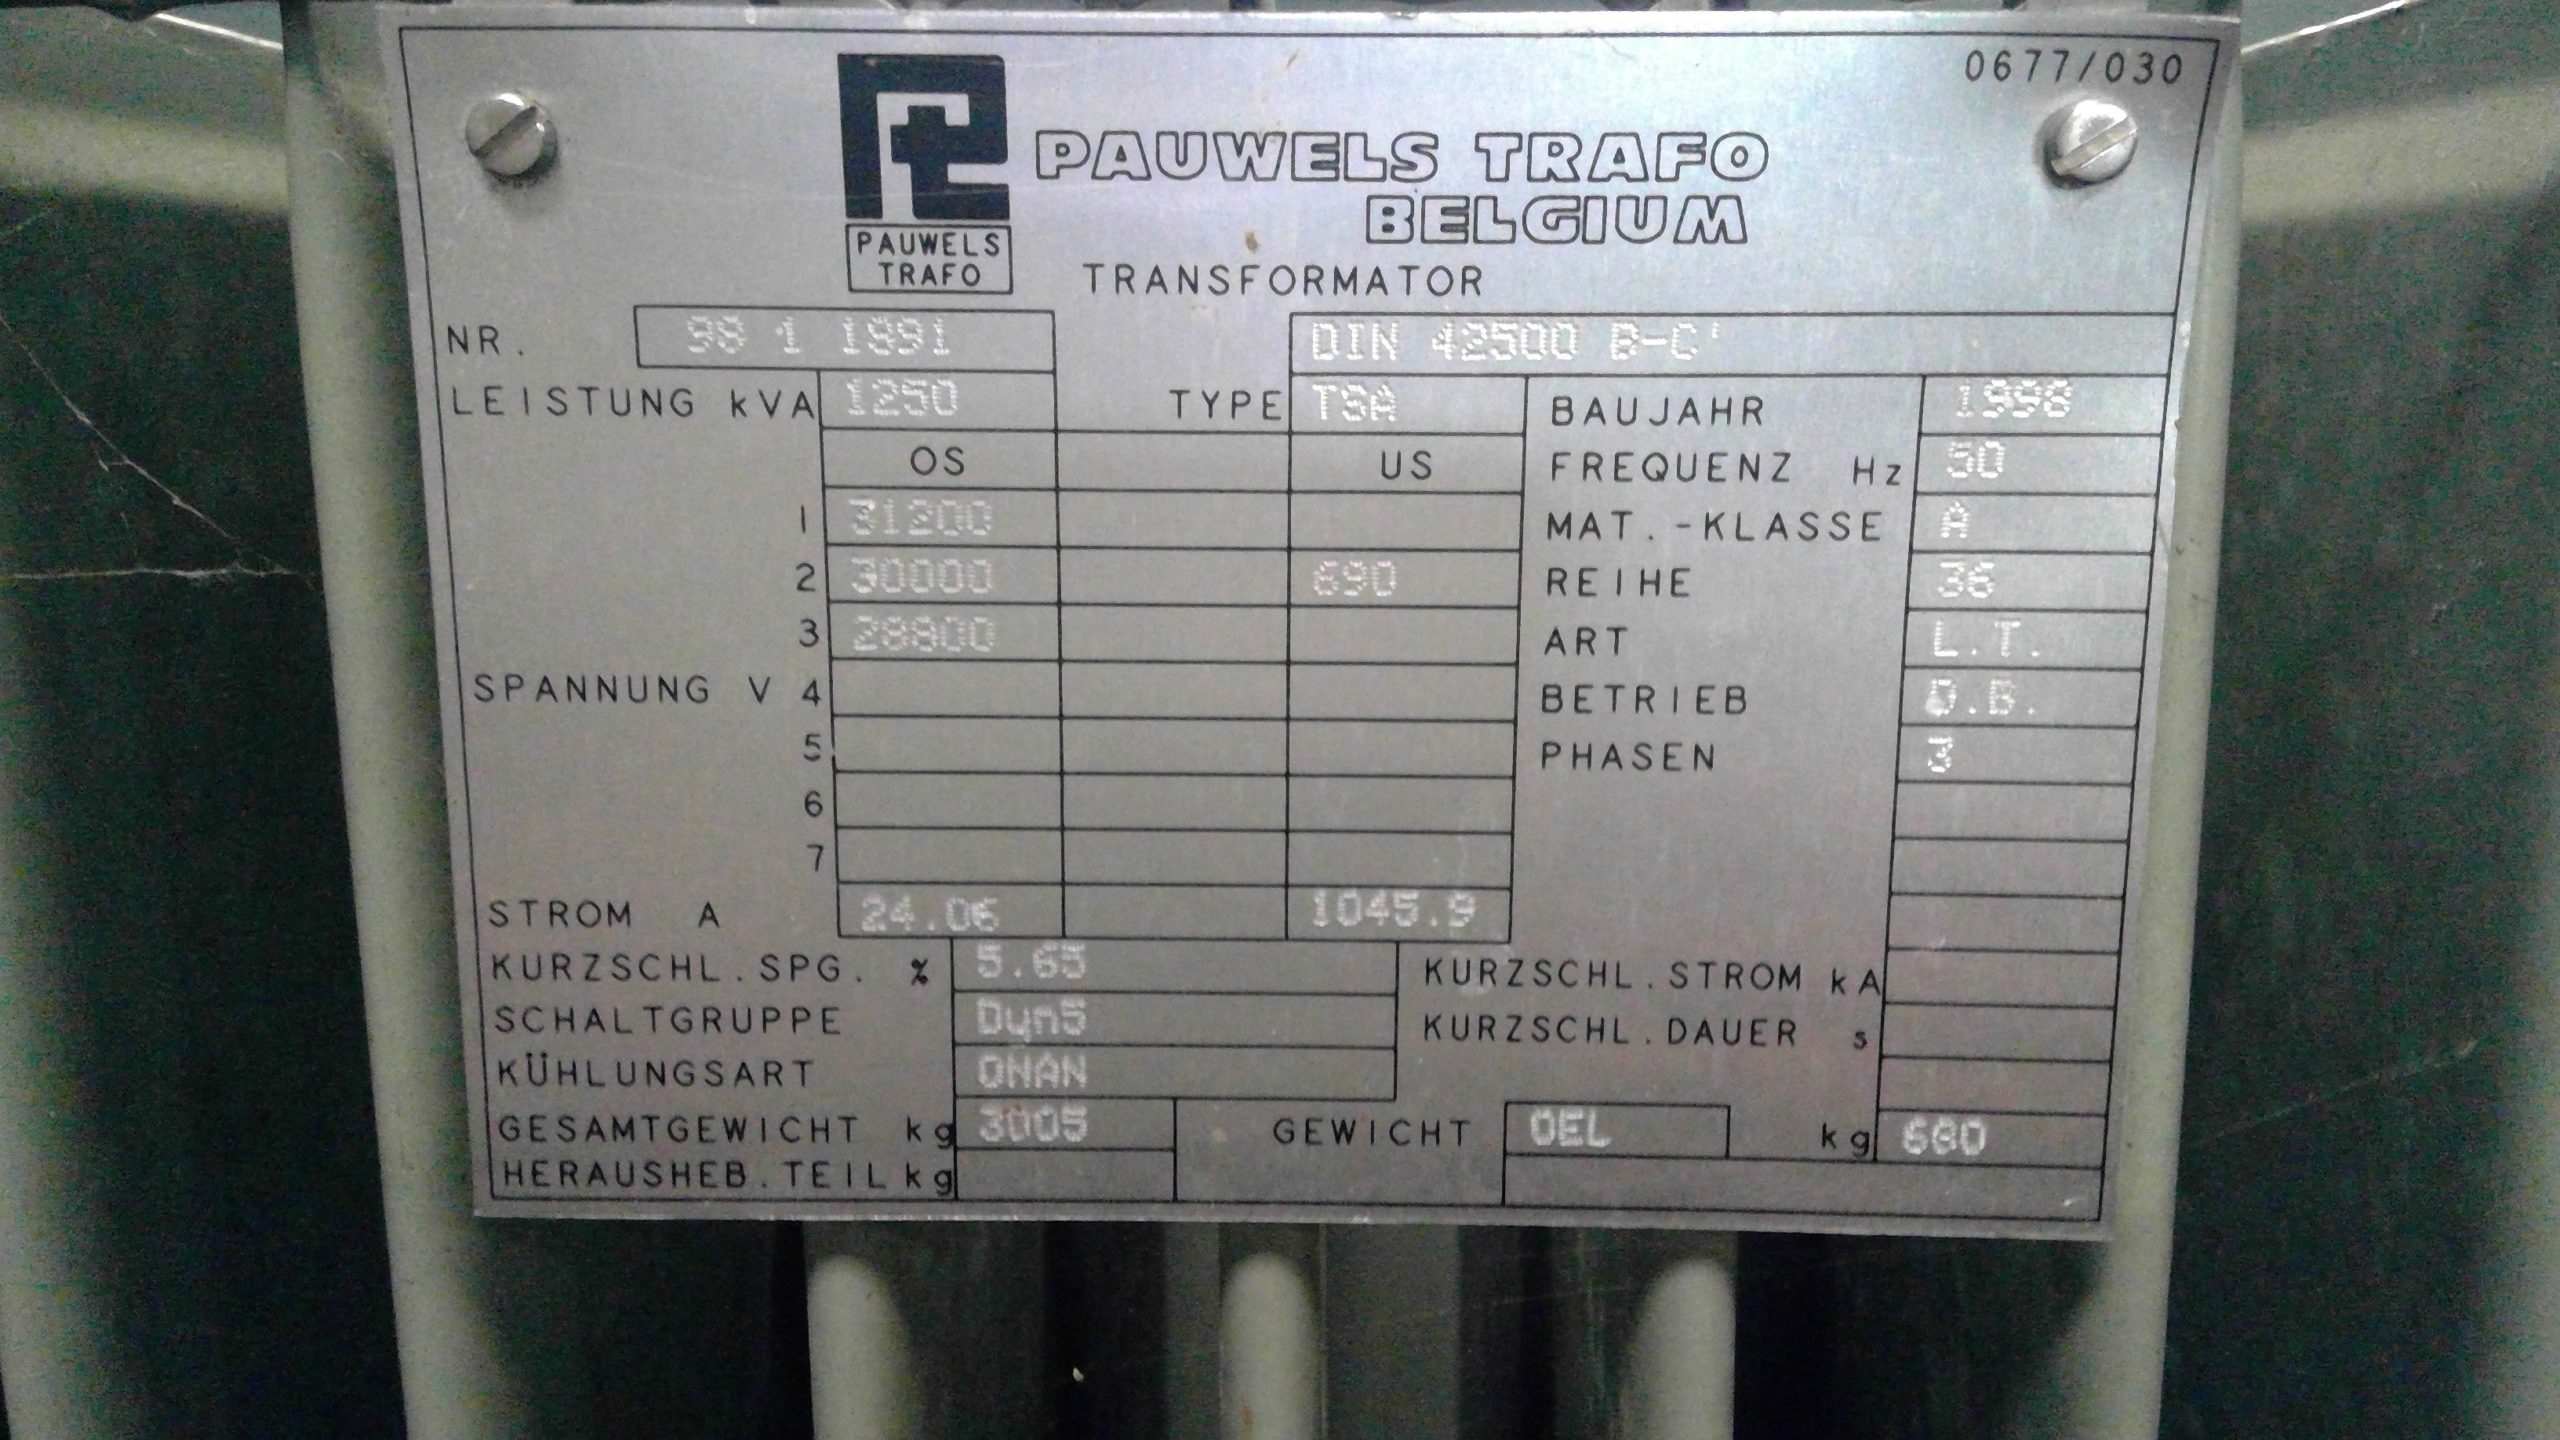 0677/030
PAUWELS TRAFO
BELGIUM
PAUWELS
TRAFO
TRANSFORMATOR
NR. 98 1 1891 DIN 42500 B-C'
LEISTUNG kVA 1250 TYPE TSA BAUJAHR 1998
OS US FREQUENZ Hz 50
1 31200 MAT.-KLASSE A
2 30000 690 REIHE 36
3 28800 ART L.T.
SPANNUNG V 4 BETRIEB D.B.
5 PHASEN 3
6
7
STROM A 24.06 1045.9
KURZSCHL.SPG. % 5.65 KURZSCHL.STROM kA
SCHALTGRUPPE Dyn5 KURZSCHL.DAUER s
KÜHLUNGSART ONAN
GESAMTGEWICHT kg 3005 GEWICHT OEL kg 680
HERAUSHEB.TEIL kg